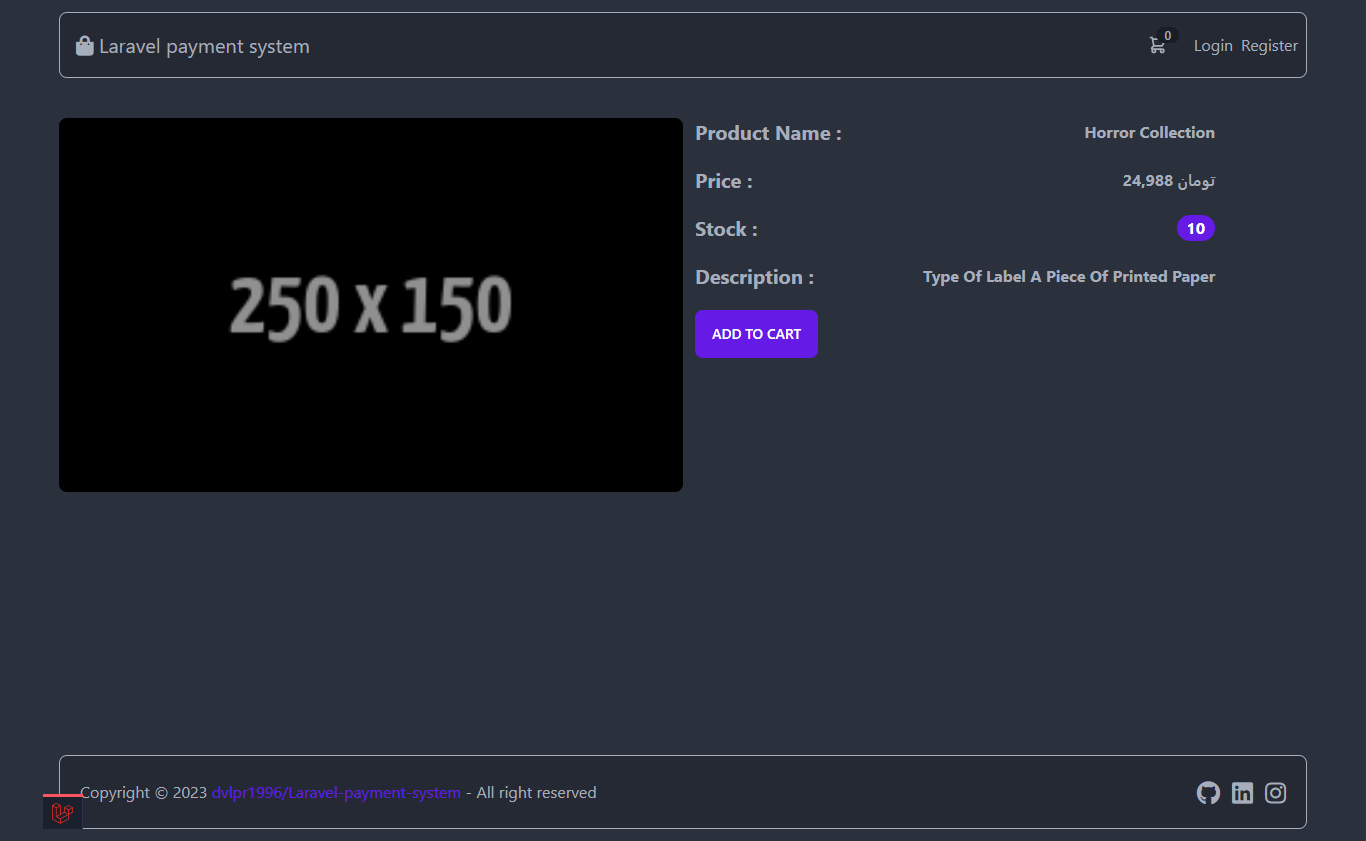 Laravel payment system
0
Login Register
250 x 150
Product Name : Horror Collection
Price : 24,988 تومان
Stock : 10
Description : Type Of Label A Piece Of Printed Paper
ADD TO CART
Copyright © 2023 dvlpr1996/Laravel-payment-system - All right reserved